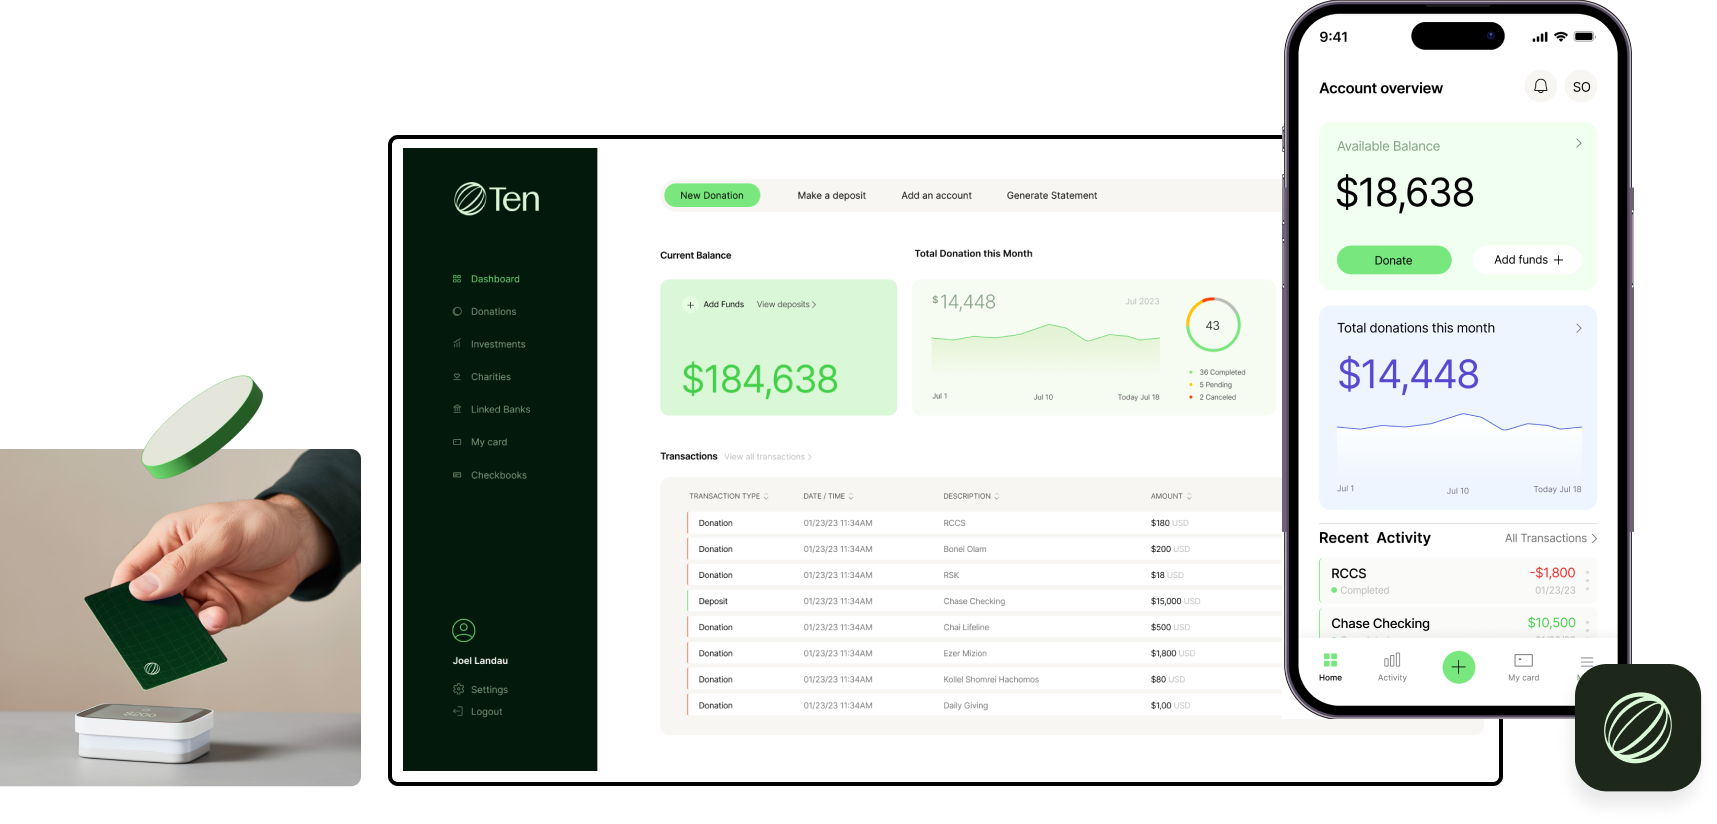 Ten
Dashboard
Donations
Investments
Charities
Linked Banks
My card
Checkbooks
Joel Landau
Settings
Logout
New Donation Make a deposit Add an account Generate Statement
Current Balance
Add Funds View deposits
$184,638
Total Donation this Month
$14,448 Jul 2023
43
36 Completed
5 Pending
2 Canceled
Jul 1 Jul 10 Today Jul 18
Transactions View all transactions
TRANSACTION TYPE DATE / TIME DESCRIPTION AMOUNT
Donation 01/23/23 11:34AM RCCS $180 USD
Donation 01/23/23 11:34AM Bonei Olam $200 USD
Donation 01/23/23 11:34AM RSK $18 USD
Deposit 01/23/23 11:34AM Chase Checking $15,000 USD
Donation 01/23/23 11:34AM Chai Lifeline $500 USD
Donation 01/23/23 11:34AM Ezer Mizion $1,800 USD
Donation 01/23/23 11:34AM Kollel Shomrei Hachomos $80 USD
Donation 01/23/23 11:34AM Daily Giving $1,00 USD
9:41
Account overview SO
Available Balance
$18,638
Donate Add funds
Total donations this month
$14,448
Jul 1 Jul 10 Today Jul 18
Recent Activity All Transactions
RCCS -$1,800
Completed 01/23/23
Chase Checking $10,500
Home Activity My card